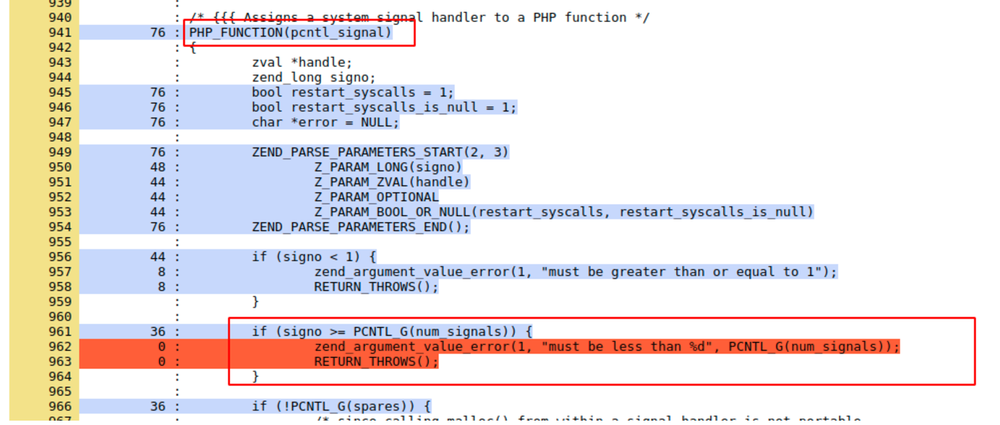 939 :
940 : /* {{{ Assigns a system signal handler to a PHP function */
941 76 : PHP_FUNCTION(pcntl_signal)
942 : {
943 : zval *handle;
944 : zend_long signo;
945 76 : bool restart_syscalls = 1;
946 76 : bool restart_syscalls_is_null = 1;
947 76 : char *error = NULL;
948 :
949 76 : ZEND_PARSE_PARAMETERS_START(2, 3)
950 48 : Z_PARAM_LONG(signo)
951 44 : Z_PARAM_ZVAL(handle)
952 44 : Z_PARAM_OPTIONAL
953 44 : Z_PARAM_BOOL_OR_NULL(restart_syscalls, restart_syscalls_is_null)
954 76 : ZEND_PARSE_PARAMETERS_END();
955 :
956 44 : if (signo < 1) {
957 8 : zend_argument_value_error(1, "must be greater than or equal to 1");
958 8 : RETURN_THROWS();
959 : }
960 :
961 36 : if (signo >= PCNTL_G(num_signals)) {
962 0 : zend_argument_value_error(1, "must be less than %d", PCNTL_G(num_signals));
963 0 : RETURN_THROWS();
964 : }
965 :
966 36 : if (!PCNTL_G(spares)) {
967 : /* since calling malloc() from within a signal handler is not portable